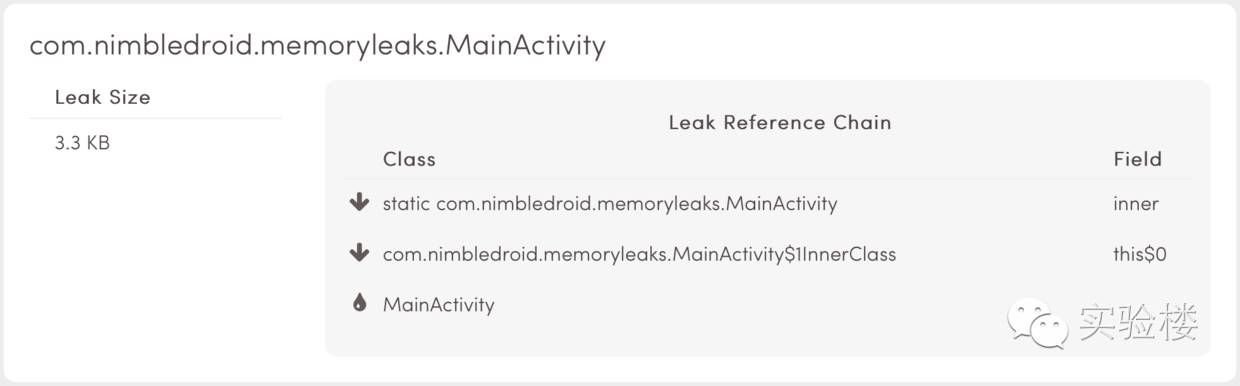 com.nimbledroid.memoryleaks.MainActivity
Leak Size
3.3 KB
Leak Reference Chain
Class Field
static com.nimbledroid.memoryleaks.MainActivity inner
com.nimbledroid.memoryleaks.MainActivity$1InnerClass this$0
MainActivity
实验楼